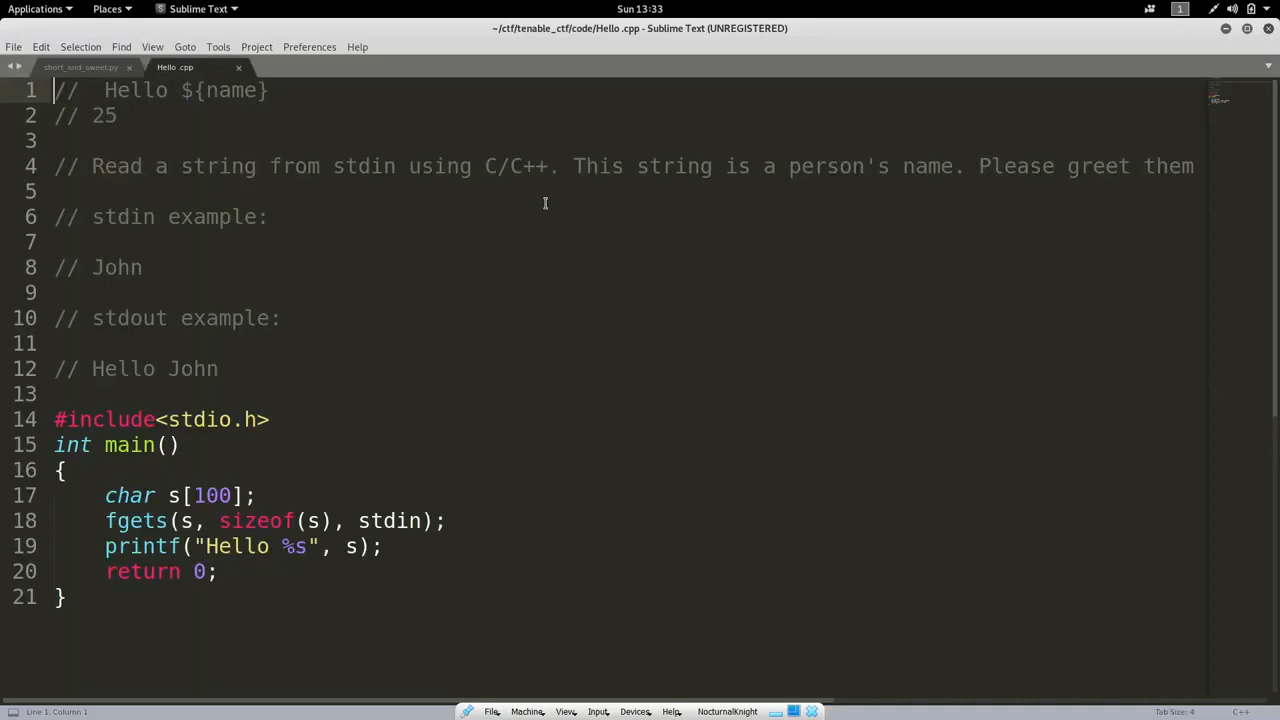 Applications Places Sublime Text Sun 13:33 1
~/ctf/tenable_ctf/code/Hello .cpp - Sublime Text (UNREGISTERED)
File Edit Selection Find View Goto Tools Project Preferences Help
short_and_sweet.py × Hello .cpp ×
1 //  Hello ${name}
2 // 25
3
4 // Read a string from stdin using C/C++. This string is a person's name. Please greet them
5
6 // stdin example:
7
8 // John
9
10 // stdout example:
11
12 // Hello John
13
14 #include<stdio.h>
15 int main()
16 {
17     char s[100];
18     fgets(s, sizeof(s), stdin);
19     printf("Hello %s", s);
20     return 0;
21 }
Line 1, Column 1 File Machine View Input Devices Help NocturnalKnight Tab Size: 4 C++